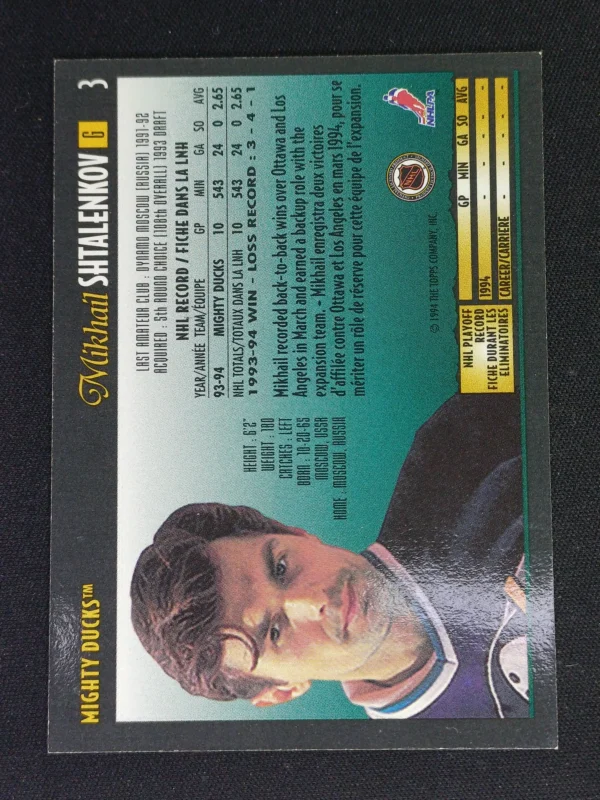 MIGHTY DUCKS™
Mikhail SHTALENKOV G 3
LAST AMATEUR CLUB : DYNAMO MOSCOW (RUSSIA) 1991-92
ACQUIRED : 5th ROUND CHOICE (108th OVERALL) 1993 DRAFT
NHL RECORD / FICHE DANS LA LNH
YEAR/ANNÉE TEAM/ÉQUIPE GP MIN GA SO AVG
93-94 MIGHTY DUCKS 10 543 24 0 2.65
NHL TOTALS/TOTAUX DANS LA LNH 10 543 24 0 2.65
1993-94 WIN - LOSS RECORD : 3 - 4 - 1
HEIGHT : 6'2"
WEIGHT : 180
CATCHES : LEFT
BORN : 10-20-65
MOSCOW, USSR
HOME : MOSCOW, RUSSIA
Mikhail recorded back-to-back wins over Ottawa and Los
Angeles in March and earned a backup role with the
expansion team. • Mikhail enregistra deux victoires
d'affilée contre Ottawa et Los Angeles en mars 1994, pour se
mériter un rôle de réserve pour cette équipe de l'expansion.
NHLPA
NHL
© 1994 THE TOPPS COMPANY, INC.
NHL PLAYOFF
RECORD
FICHE DURANT LES
ÉLIMINATOIRES
GP MIN GA SO AVG
1994 - - - - -
CAREER/CARRIÈRE - - - - -